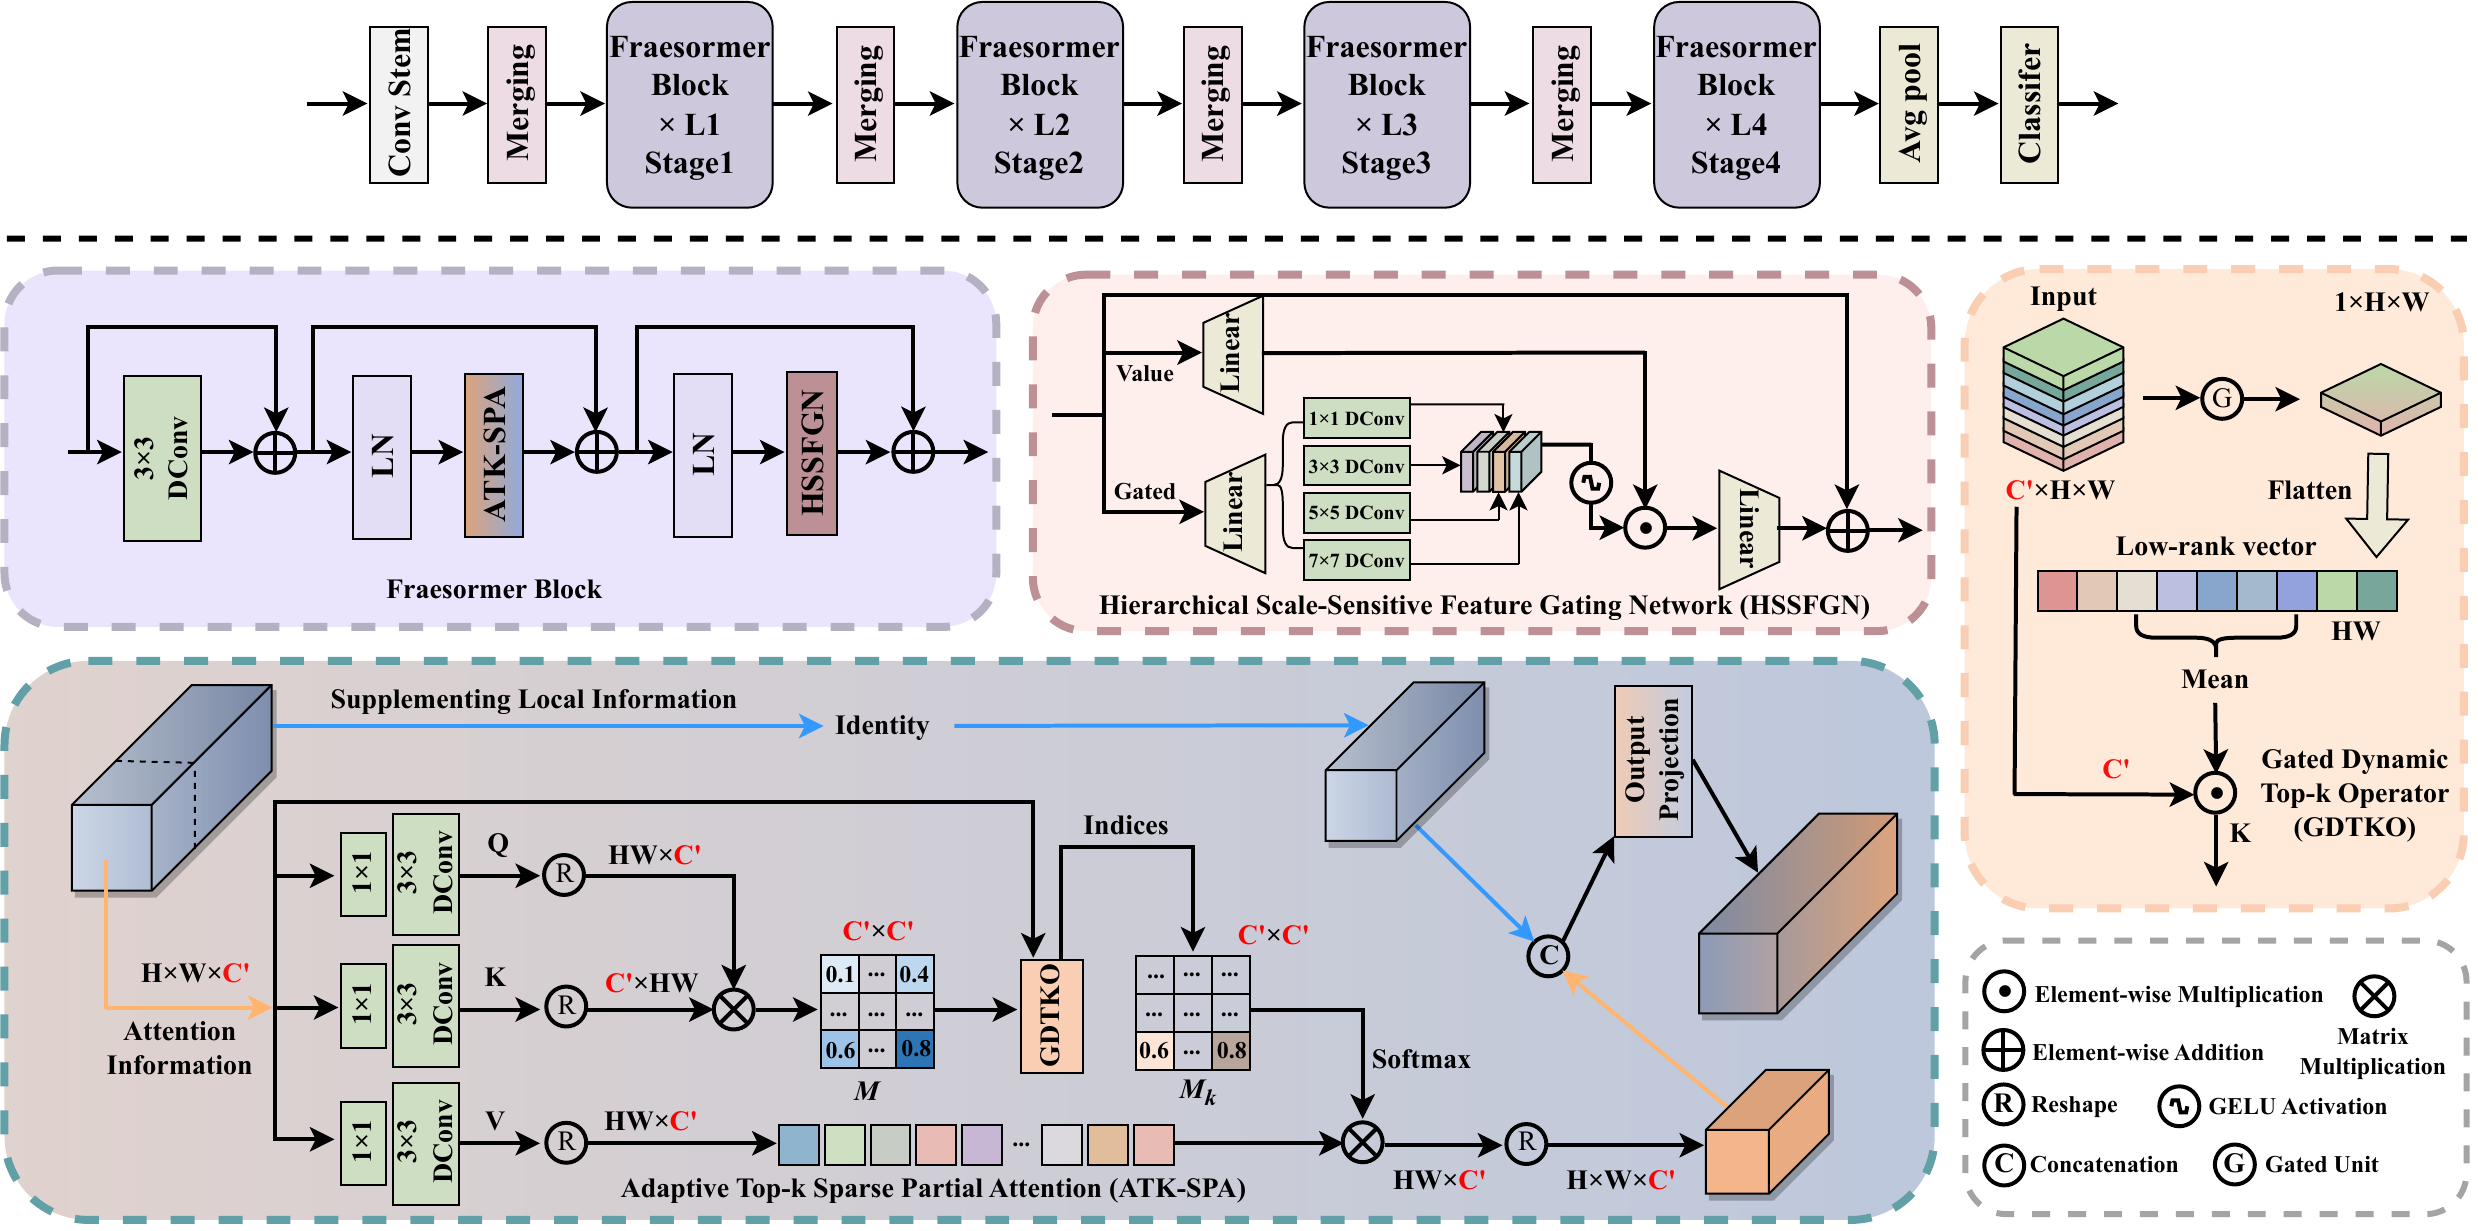 Conv Stem
Merging
Fraesormer
Block
× L1
Stage1
Merging
Fraesormer
Block
× L2
Stage2
Merging
Fraesormer
Block
× L3
Stage3
Merging
Fraesormer
Block
× L4
Stage4
Avg pool
Classifer
3×3
DConv
LN
ATK-SPA
LN
HSSFGN
Fraesormer Block
Value
Linear
Gated
Linear
1×1 DConv
3×3 DConv
5×5 DConv
7×7 DConv
Linear
Hierarchical Scale-Sensitive Feature Gating Network (HSSFGN)
Input
1×H×W
G
C'×H×W
Flatten
Low-rank vector
HW
Mean
C'
Gated Dynamic
Top-k Operator
(GDTKO)
K
Supplementing Local Information
Identity
H×W×C'
Attention
Information
1×1
3×3
DConv
Q
R
HW×C'
1×1
3×3
DConv
K
R
C'×HW
1×1
3×3
DConv
V
R
HW×C'
C'×C'
0.1 ... 0.4
... ... ...
0.6 ... 0.8
M
GDTKO
Indices
C'×C'
... ... ...
... ... ...
0.6 ... 0.8
Mk
Softmax
...
HW×C'
R
H×W×C'
C
Output
Projection
Adaptive Top-k Sparse Partial Attention (ATK-SPA)
Element-wise Multiplication
Element-wise Addition
Matrix
Multiplication
R Reshape
GELU Activation
C Concatenation
G Gated Unit